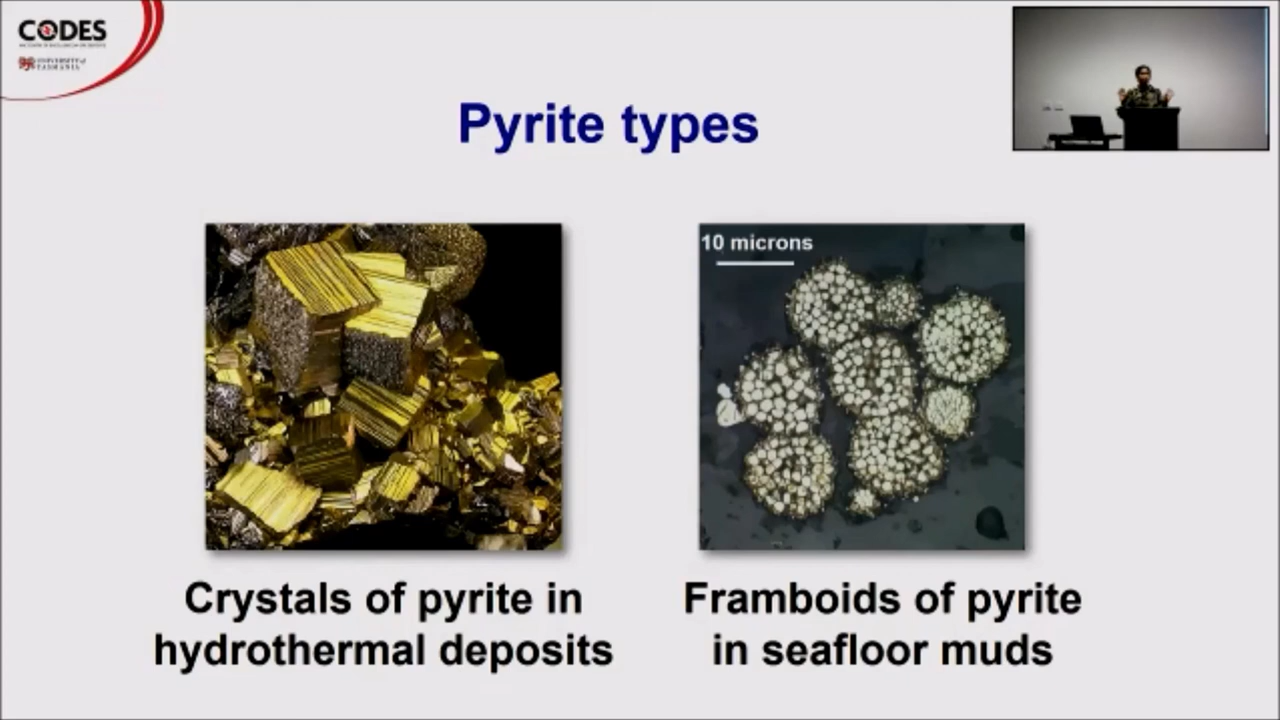 CODES
UNIVERSITY of
TASMANIA
Pyrite types
10 microns
Crystals of pyrite in
hydrothermal deposits
Framboids of pyrite
in seafloor muds